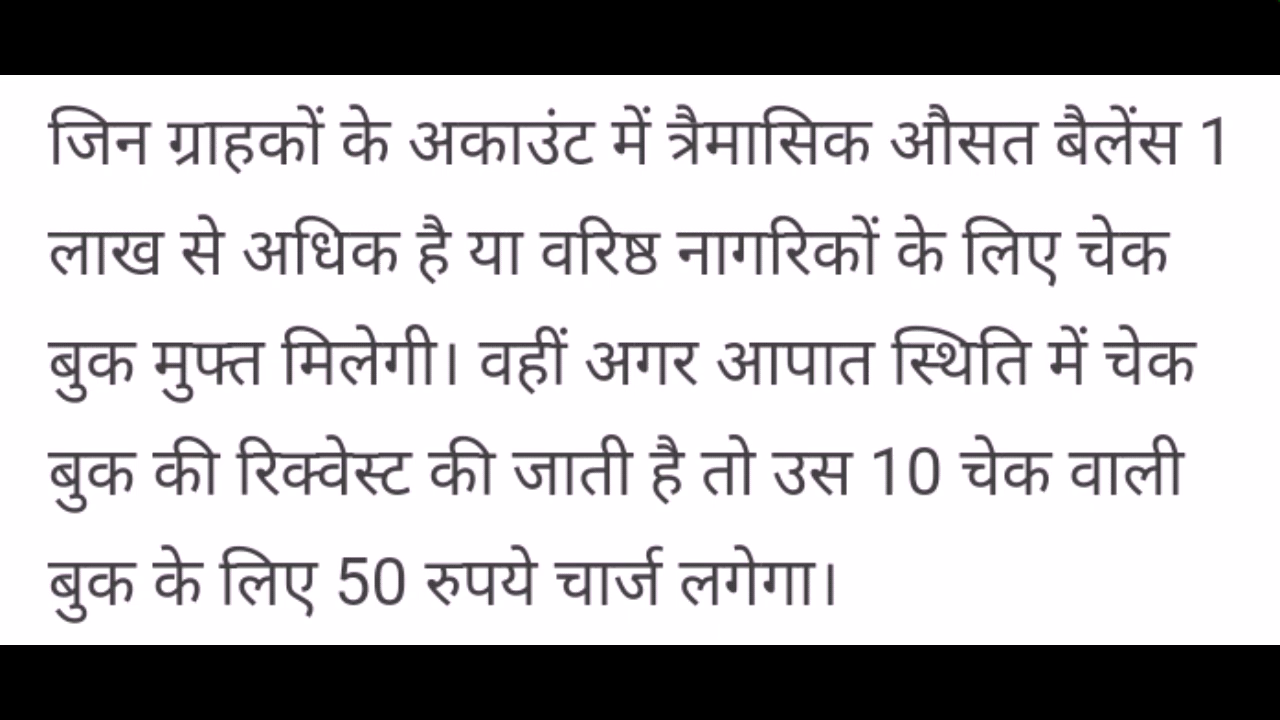 जिन ग्राहकों के अकाउंट में त्रैमासिक औसत बैलेंस 1
लाख से अधिक है या वरिष्ठ नागरिकों के लिए चेक
बुक मुफ्त मिलेगी। वहीं अगर आपात स्थिति में चेक
बुक की रिक्वेस्ट की जाती है तो उस 10 चेक वाली
बुक के लिए 50 रुपये चार्ज लगेगा।